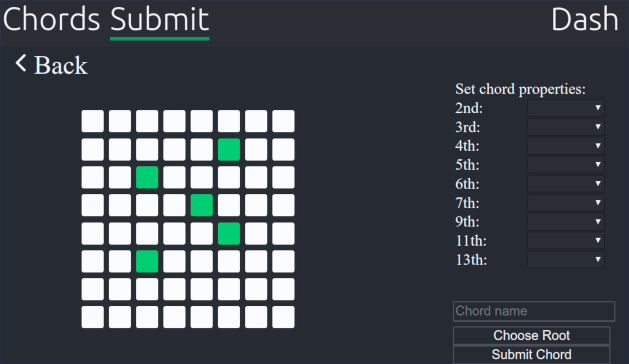 Chords Submit Dash
Back
Set chord properties:
2nd:
3rd:
4th:
5th:
6th:
7th:
9th:
11th:
13th:
Chord name
Choose Root
Submit Chord